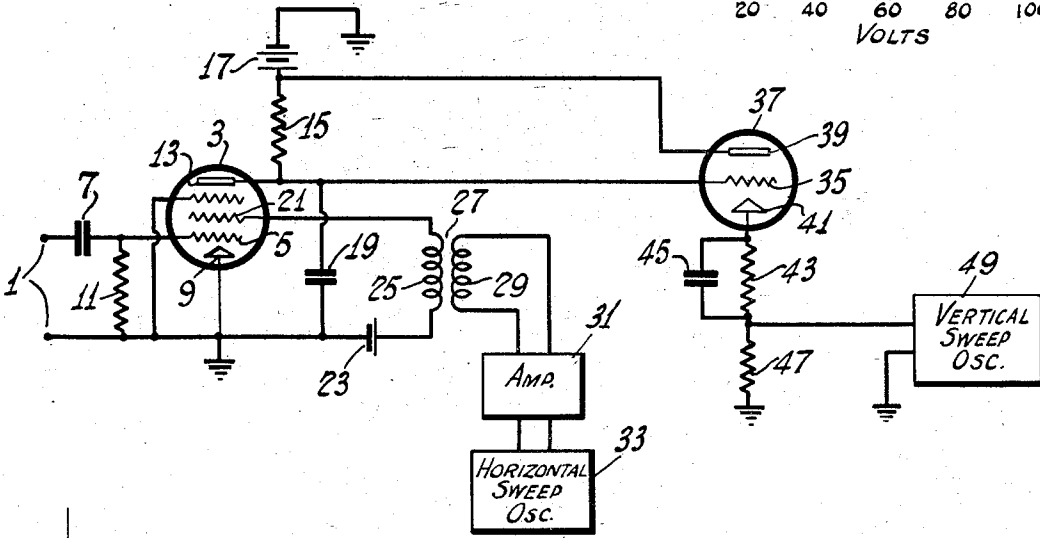 20 40 60 80 100
VOLTS
17
37
15
39
13
3
7
35
21
27
41
5
1
11
9
19
25
29
45
43
49
VERTICAL
SWEEP
OSC.
31
23
AMP.
47
33
HORIZONTAL
SWEEP
OSC.